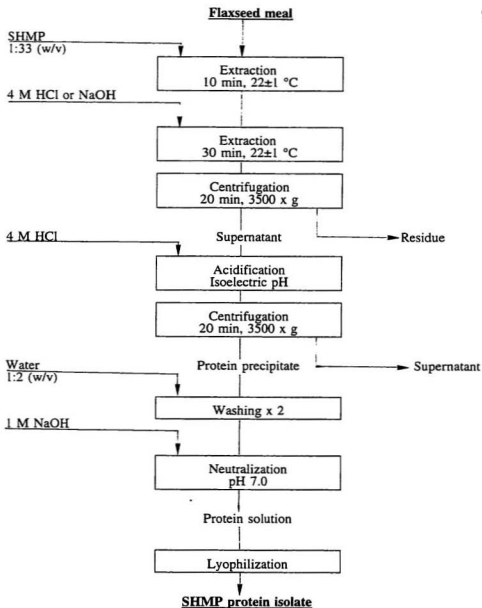 Flaxseed meal
SHMP
1:33 (w/v)
Extraction
10 min, 22±1 °C
4 M HCl or NaOH
Extraction
30 min, 22±1 °C
Centrifugation
20 min, 3500 x g
Supernatant
Residue
4 M HCl
Acidification
Isoelectric pH
Centrifugation
20 min, 3500 x g
Protein precipitate
Supernatant
Water
1:2 (w/v)
Washing x 2
1 M NaOH
Neutralization
pH 7.0
Protein solution
Lyophilization
SHMP protein isolate